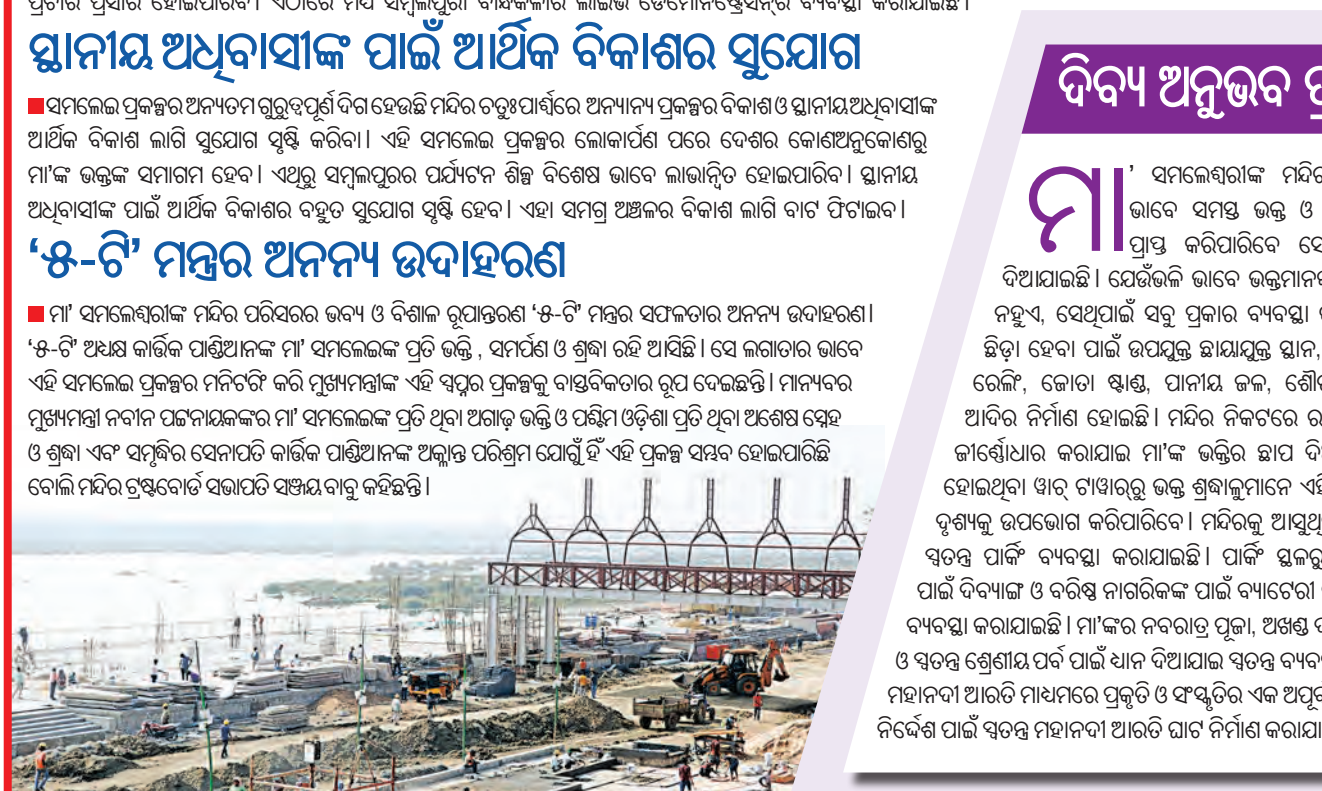 ସ୍ଥାନୀୟ ଅଧିବାସୀଙ୍କ ପାଇଁ ଆର୍ଥିକ ବିକାଶର ସୁଯୋଗ
■ ସମଲେଇ ପ୍ରକଳ୍ପର ଅନ୍ୟତମ ଗୁରୁତ୍ୱପୂର୍ଣ୍ଣ ଦିଗ ହେଉଛି ମନ୍ଦିର ଚତୁଃପାର୍ଶ୍ୱରେ ଅନ୍ୟାନ୍ୟ ପ୍ରକଳ୍ପର ବିକାଶ ଓ ସ୍ଥାନୀୟ ଅଧିବାସୀଙ୍କ
ଆର୍ଥିକ ବିକାଶ ଲାଗି ସୁଯୋଗ ସୃଷ୍ଟି କରିବା। ଏହି ସମଲେଇ ପ୍ରକଳ୍ପର ଲୋକାର୍ପଣ ପରେ ଦେଶର କୋଣଅନୁକୋଣରୁ
ମା'ଙ୍କ ଭକ୍ତଙ୍କ ସମାଗମ ହେବ। ଏଥିରୁ ସମ୍ବଲପୁରର ପର୍ଯ୍ୟଟନ ଶିଳ୍ପ ବିଶେଷ ଭାବେ ଲାଭାନ୍ୱିତ ହୋଇପାରିବ। ସ୍ଥାନୀୟ
ଅଧିବାସୀଙ୍କ ପାଇଁ ଆର୍ଥିକ ବିକାଶର ବହୁତ ସୁଯୋଗ ସୃଷ୍ଟି ହେବ। ଏହା ସମଗ୍ର ଅଞ୍ଚଳର ବିକାଶ ଲାଗି ବାଟ ଫିଟାଇବ।
‘୫-ଟି’ ମନ୍ତ୍ରର ଅନନ୍ୟ ଉଦାହରଣ
■ ମା' ସମଲେଶ୍ୱରୀଙ୍କ ମନ୍ଦିର ପରିସରର ଭବ୍ୟ ଓ ବିଶାଳ ରୂପାନ୍ତରଣ ‘୫-ଟି’ ମନ୍ତ୍ରର ସଫଳତାର ଅନନ୍ୟ ଉଦାହରଣ।
‘୫-ଟି’ ଅଧ୍ୟକ୍ଷ କାର୍ତ୍ତିକ ପାଣ୍ଡିଆନଙ୍କ ମା' ସମଲେଇଙ୍କ ପ୍ରତି ଭକ୍ତି , ସମର୍ପଣ ଓ ଶ୍ରଦ୍ଧା ରହି ଆସିଛି। ସେ ଲଗାତାର ଭାବେ
ଏହି ସମଲେଇ ପ୍ରକଳ୍ପର ମନିଟରିଂ କରି ମୁଖ୍ୟମନ୍ତ୍ରୀଙ୍କ ଏହି ସ୍ୱପ୍ନର ପ୍ରକଳ୍ପକୁ ବାସ୍ତବିକତାର ରୂପ ଦେଇଛନ୍ତି। ମାନ୍ୟବର
ମୁଖ୍ୟମନ୍ତ୍ରୀ ନବୀନ ପଟ୍ଟନାୟକଙ୍କର ମା' ସମଲେଇଙ୍କ ପ୍ରତି ଥିବା ଅଗାଢ଼ ଭକ୍ତି ଓ ପଶ୍ଚିମ ଓଡ଼ିଶା ପ୍ରତି ଥିବା ଅଶେଷ ସ୍ନେହ
ଓ ଶ୍ରଦ୍ଧା ଏବଂ ସମୃଦ୍ଧିର ସେନାପତି କାର୍ତ୍ତିକ ପାଣ୍ଡିଆନଙ୍କ ଅକ୍ଳାନ୍ତ ପରିଶ୍ରମ ଯୋଗୁଁ ହିଁ ଏହି ପ୍ରକଳ୍ପ ସମ୍ଭବ ହୋଇପାରିଛି
ବୋଲି ମନ୍ଦିର ଟ୍ରଷ୍ଟବୋର୍ଡ ସଭାପତି ସଞ୍ଜୟ ବାବୁ କହିଛନ୍ତି।
ଦିବ୍ୟ ଅନୁଭବ
ମା' ସମଲେଶ୍ୱରୀଙ୍କ ମନ୍ଦିର
ଭାବେ ସମସ୍ତ ଭକ୍ତ ଓ
ପ୍ରାପ୍ତ କରିପାରିବେ
ଦିଆଯାଇଛି। ଯେଉଁଭଳି ଭାବେ
ନହୁଏ, ସେଥିପାଇଁ ସବୁ ପ୍ରକାର ବ୍ୟବସ୍ଥା
ଛିଡ଼ା ହେବା ପାଇଁ ଉପଯୁକ୍ତ ଛାୟାଯୁକ୍ତ ସ୍ଥାନ,
ରେଲିଂ, ଜୋତା ଷ୍ଟାଣ୍ଡ, ପାନୀୟ ଜଳ,
ଆଦିର ନିର୍ମାଣ ହୋଇଛି। ମନ୍ଦିର ନିକଟରେ
ଜୀର୍ଣ୍ଣୋଧାର କରାଯାଇ ମା'ଙ୍କ ଭକ୍ତିର ଛାପ
ହୋଇଥିବା ୱାଚ୍ ଟାୱାର୍‌ରୁ ଭକ୍ତ ଶ୍ରଦ୍ଧାଳୁମାନେ
ଦୃଶ୍ୟକୁ ଉପଭୋଗ କରିପାରିବେ। ମନ୍ଦିରକୁ
ସ୍ୱତନ୍ତ୍ର ପାର୍କିଂ ବ୍ୟବସ୍ଥା କରାଯାଇଛି। ପାର୍କିଂ ସ୍ଥଳରୁ
ପାଇଁ ଦିବ୍ୟାଙ୍ଗ ଓ ବରିଷ୍ଠ ନାଗରିକଙ୍କ ପାଇଁ ବ୍ୟାଟେରୀ
ବ୍ୟବସ୍ଥା କରାଯାଇଛି। ମା'ଙ୍କର ନବରାତ୍ର ପୂଜା, ଅଖଣ୍ଡ
ଓ ସ୍ୱତନ୍ତ୍ର ଶ୍ରେଣୀୟ ପର୍ବ ପାଇଁ ଧ୍ୟାନ ଦିଆଯାଇ ସ୍ୱତନ୍ତ୍ର
ମହାନଦୀ ଆରତି ମାଧ୍ୟମରେ ପ୍ରକୃତି ଓ ସଂସ୍କୃତିର ଏକ
ନିର୍ଦ୍ଦେଶ ପାଇଁ ସ୍ୱତନ୍ତ୍ର ମହାନଦୀ ଆରତି ଘାଟ ନିର୍ମାଣ